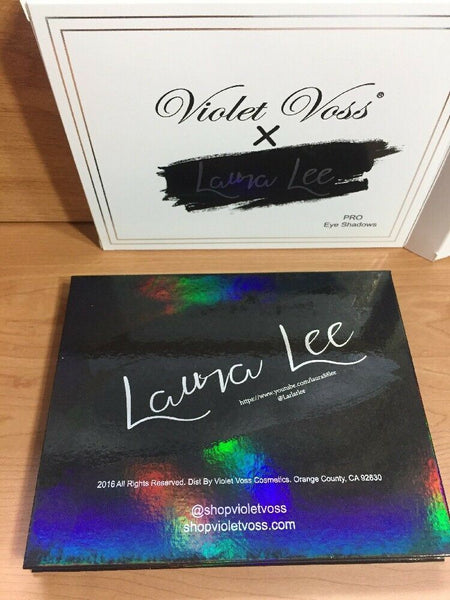 Violet Voss®
X
Laura Lee
PRO
Eye Shadows
Laura Lee
https://www.youtube.com/laura88lee
@Larlarlee
2016 All Rights Reserved. Dist By Violet Voss Cosmetics. Orange County, CA 92630
@shopvioletvoss
shopvioletvoss.com